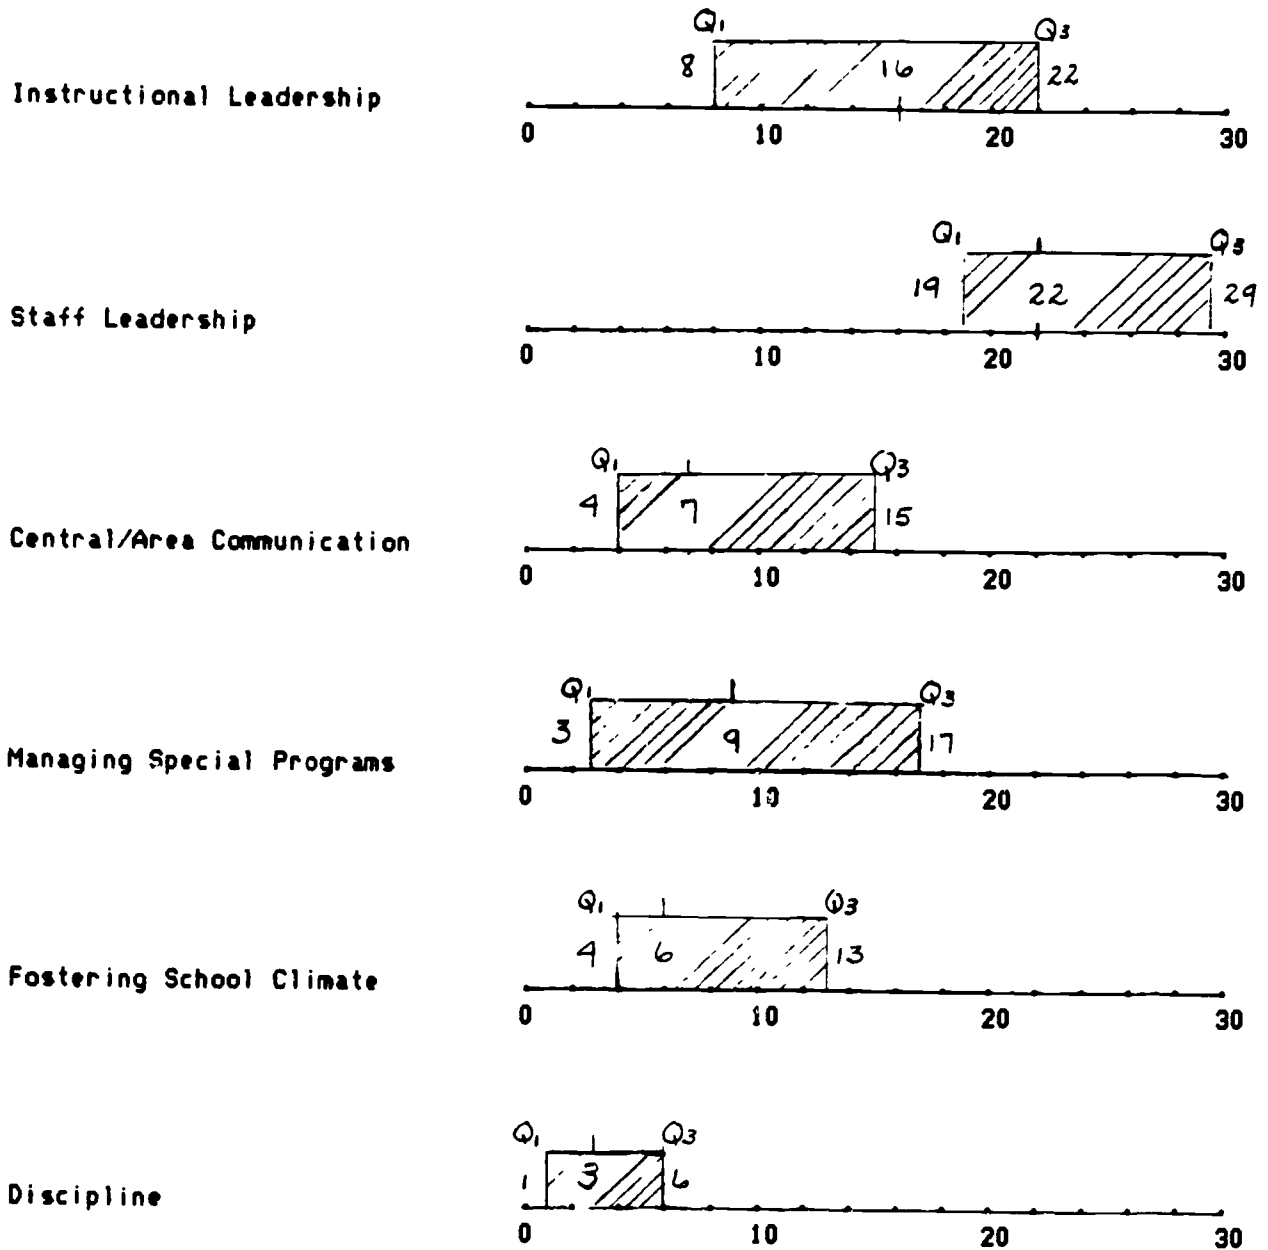 Q1 Q3
8 16 22
Instructional Leadership
0 10 20 30
Q1 Q3
19 22 29
Staff Leadership
0 10 20 30
Q1 Q3
4 7 15
Central/Area Communication
0 10 20 30
Q1 Q3
3 9 17
Managing Special Programs
0 10 20 30
Q1 Q3
4 6 13
Fostering School Climate
0 10 20 30
Q1 Q3
1 3 6
Discipline
0 10 20 30